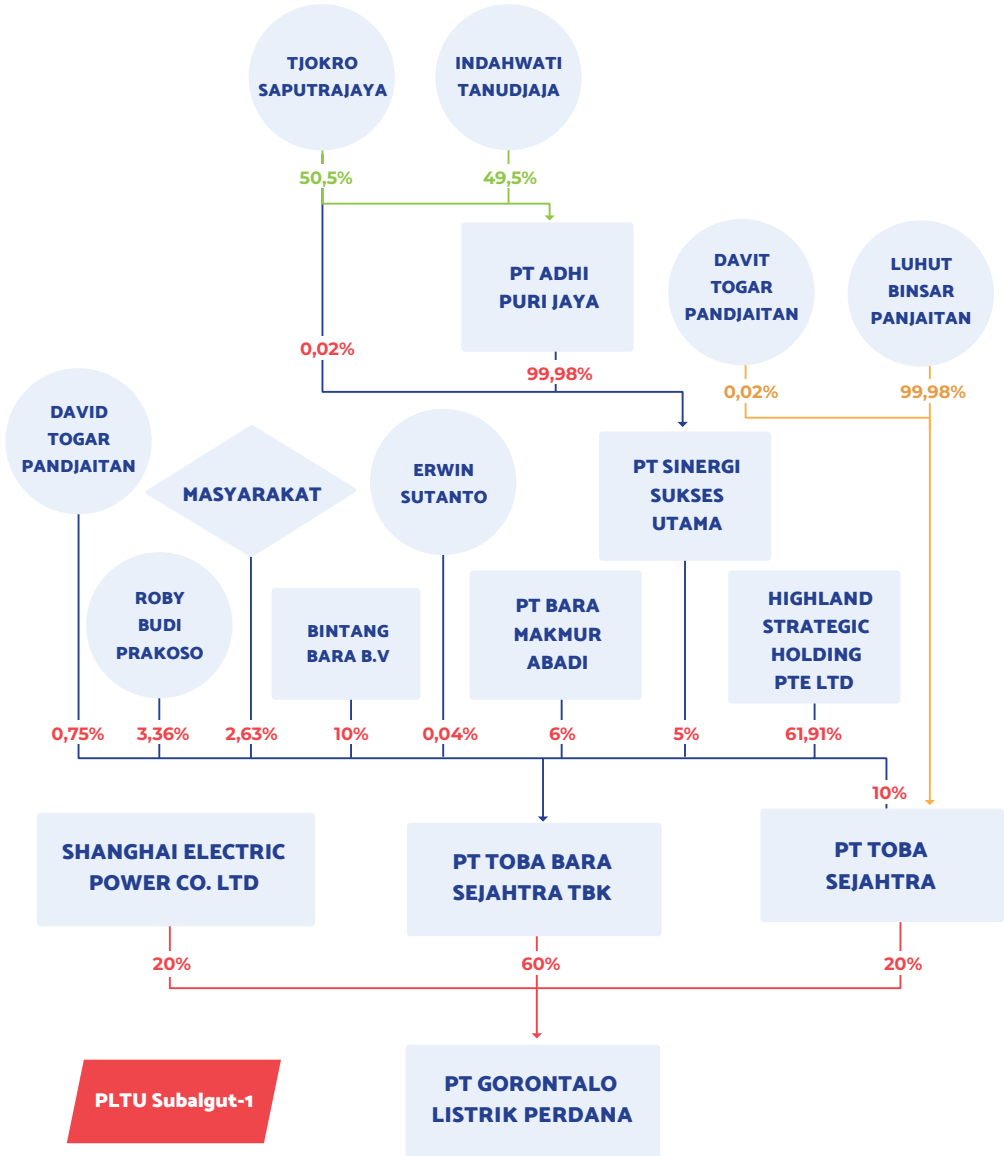 TJOKRO
SAPUTRAJAYA
INDAHWATI
TANUDJAJA
50,5%
49,5%
PT ADHI
PURI JAYA
DAVIT
TOGAR
PANDJAITAN
LUHUT
BINSAR
PANJAITAN
0,02%
99,98%
0,02%
99,98%
DAVID
TOGAR
PANDJAITAN
MASYARAKAT
ERWIN
SUTANTO
PT SINERGI
SUKSES
UTAMA
ROBY
BUDI
PRAKOSO
BINTANG
BARA B.V
PT BARA
MAKMUR
ABADI
HIGHLAND
STRATEGIC
HOLDING
PTE LTD
0,75%
3,36%
2,63%
10%
0,04%
6%
5%
61,91%
10%
SHANGHAI ELECTRIC
POWER CO. LTD
PT TOBA BARA
SEJAHTRA TBK
PT TOBA
SEJAHTRA
20%
60%
20%
PLTU Subalgut-1
PT GORONTALO
LISTRIK PERDANA